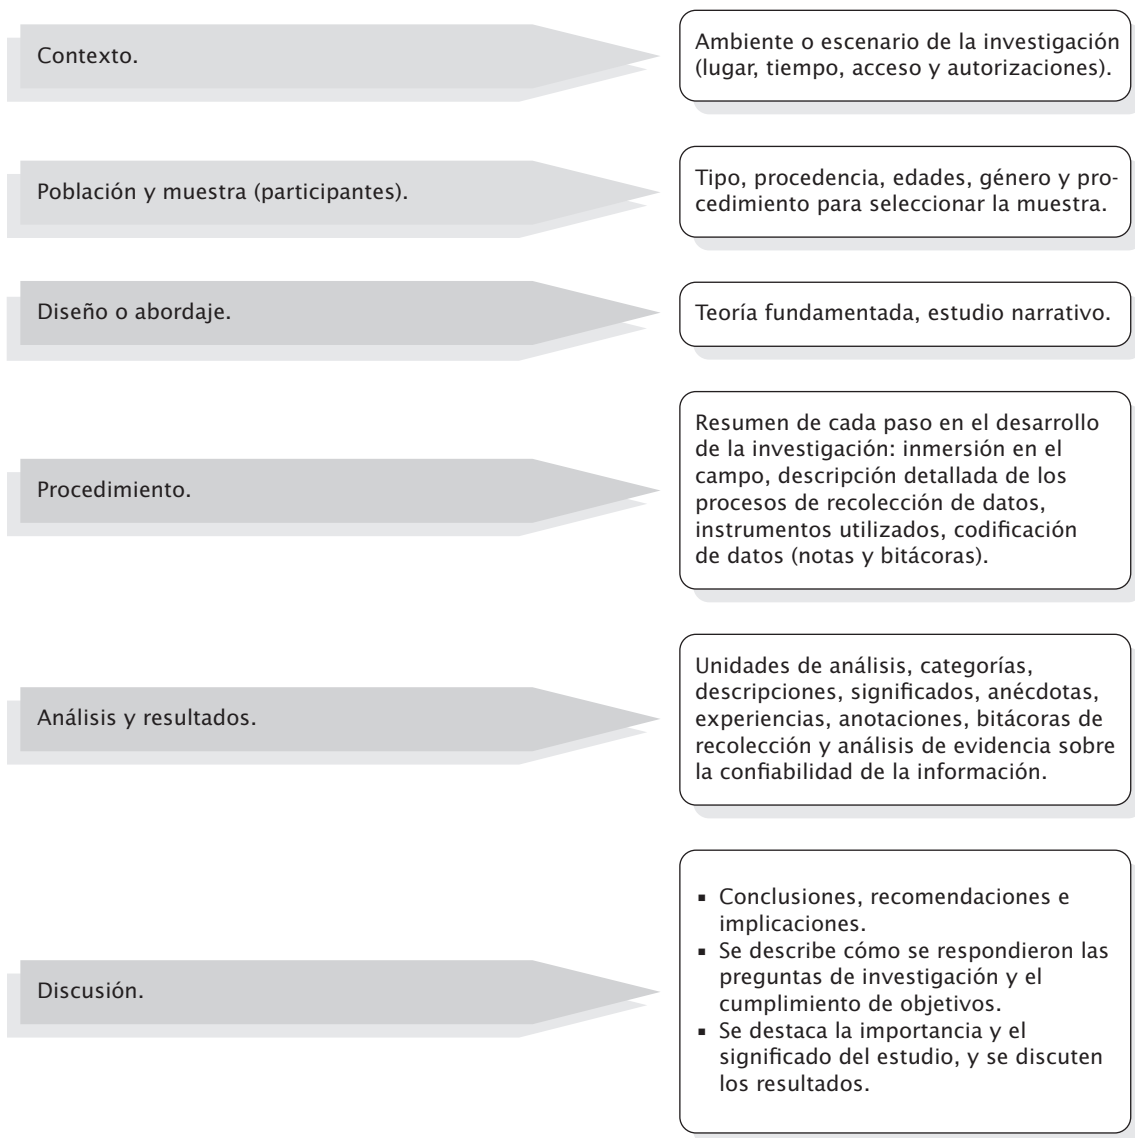 Contexto.
Ambiente o escenario de la investigación
(lugar, tiempo, acceso y autorizaciones).
Población y muestra (participantes).
Tipo, procedencia, edades, género y pro-
cedimiento para seleccionar la muestra.
Diseño o abordaje.
Teoría fundamentada, estudio narrativo.
Procedimiento.
Resumen de cada paso en el desarrollo
de la investigación: inmersión en el
campo, descripción detallada de los
procesos de recolección de datos,
instrumentos utilizados, codificación
de datos (notas y bitácoras).
Análisis y resultados.
Unidades de análisis, categorías,
descripciones, significados, anécdotas,
experiencias, anotaciones, bitácoras de
recolección y análisis de evidencia sobre
la confiabilidad de la información.
Discusión.
▪ Conclusiones, recomendaciones e
implicaciones.
▪ Se describe cómo se respondieron las
preguntas de investigación y el
cumplimiento de objetivos.
▪ Se destaca la importancia y el
significado del estudio, y se discuten
los resultados.